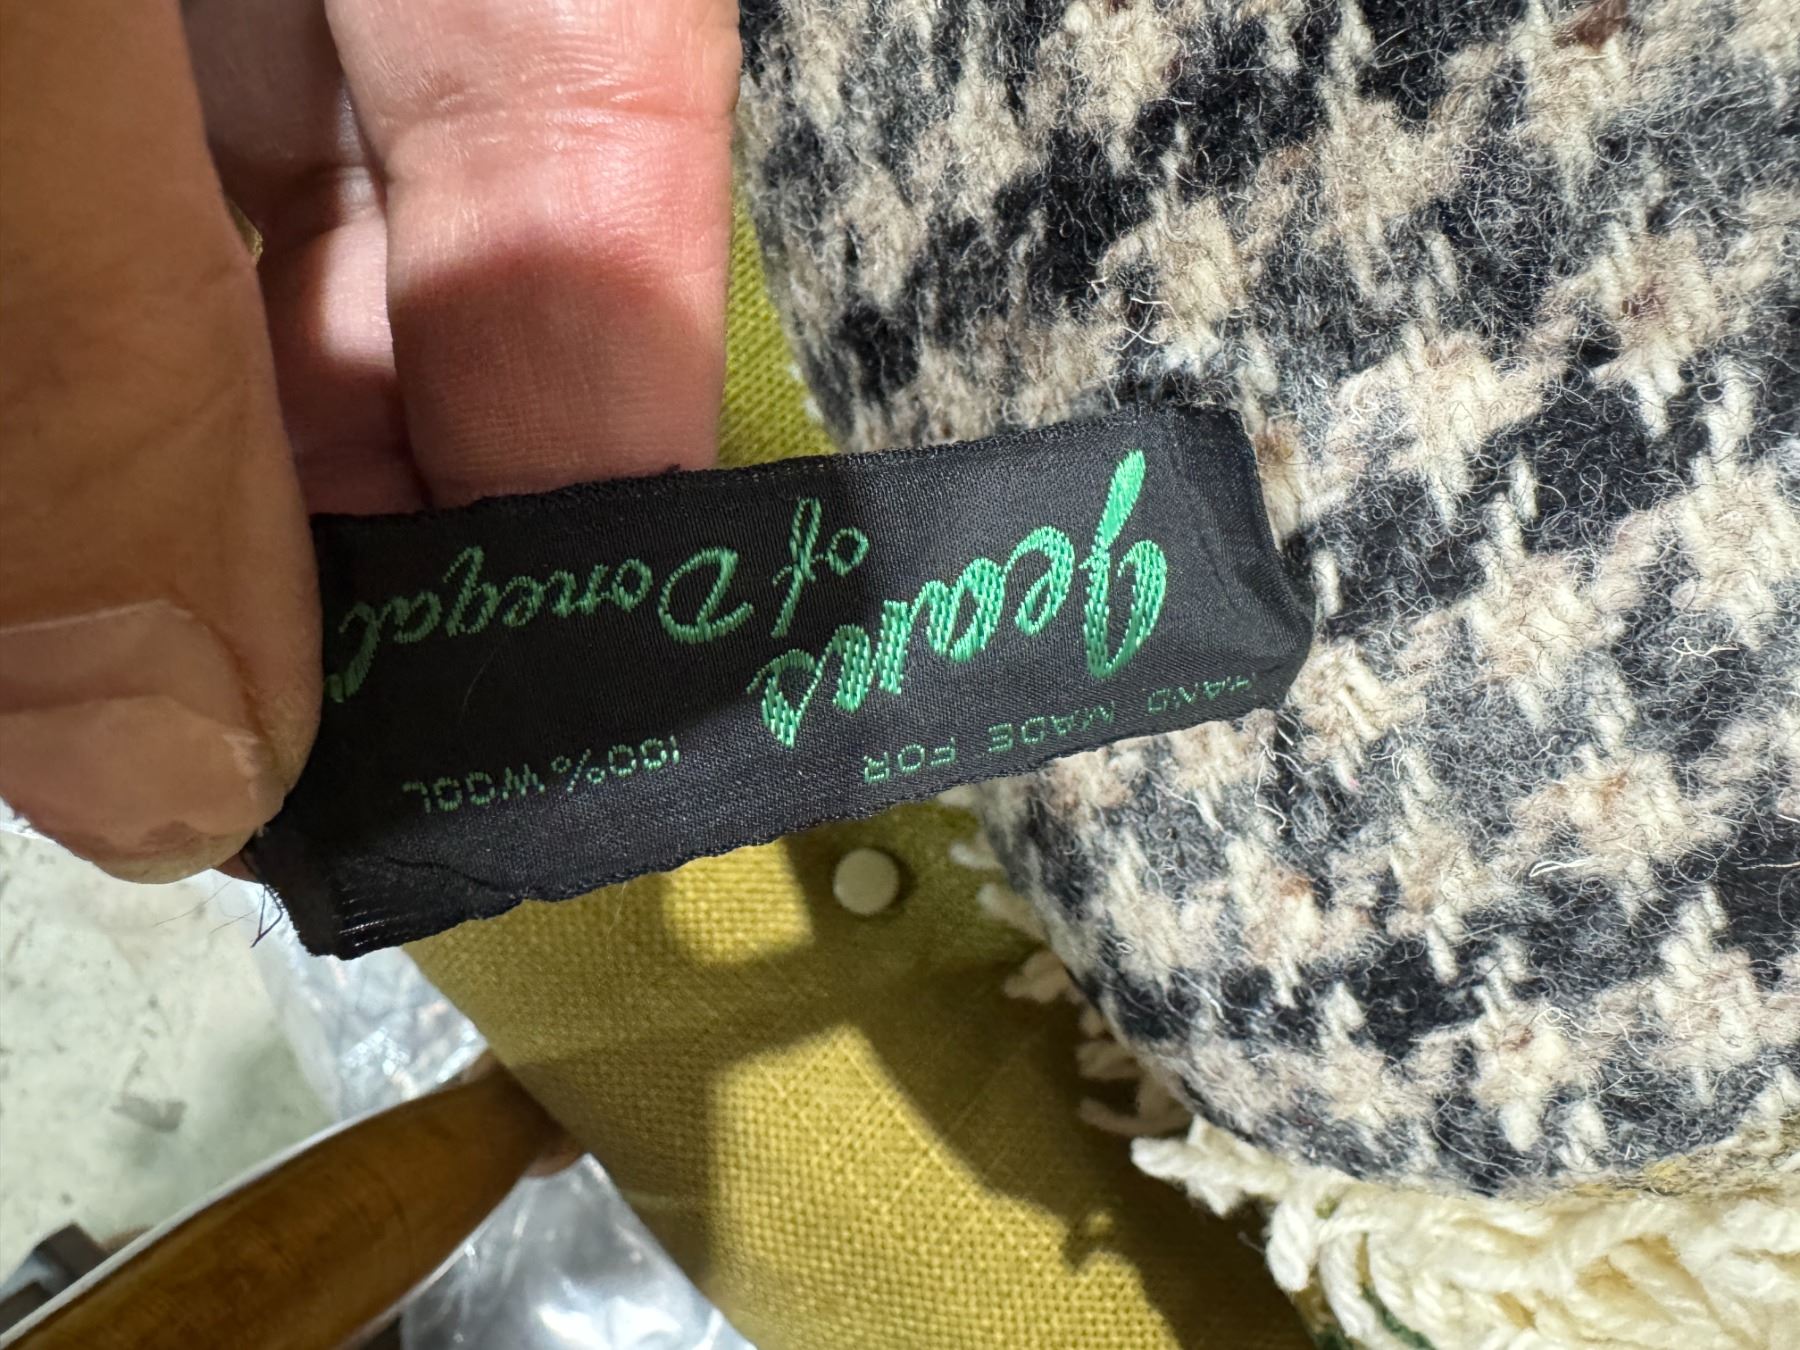 HAND MADE FOR
Jeans
of Donegal
100% WOOL